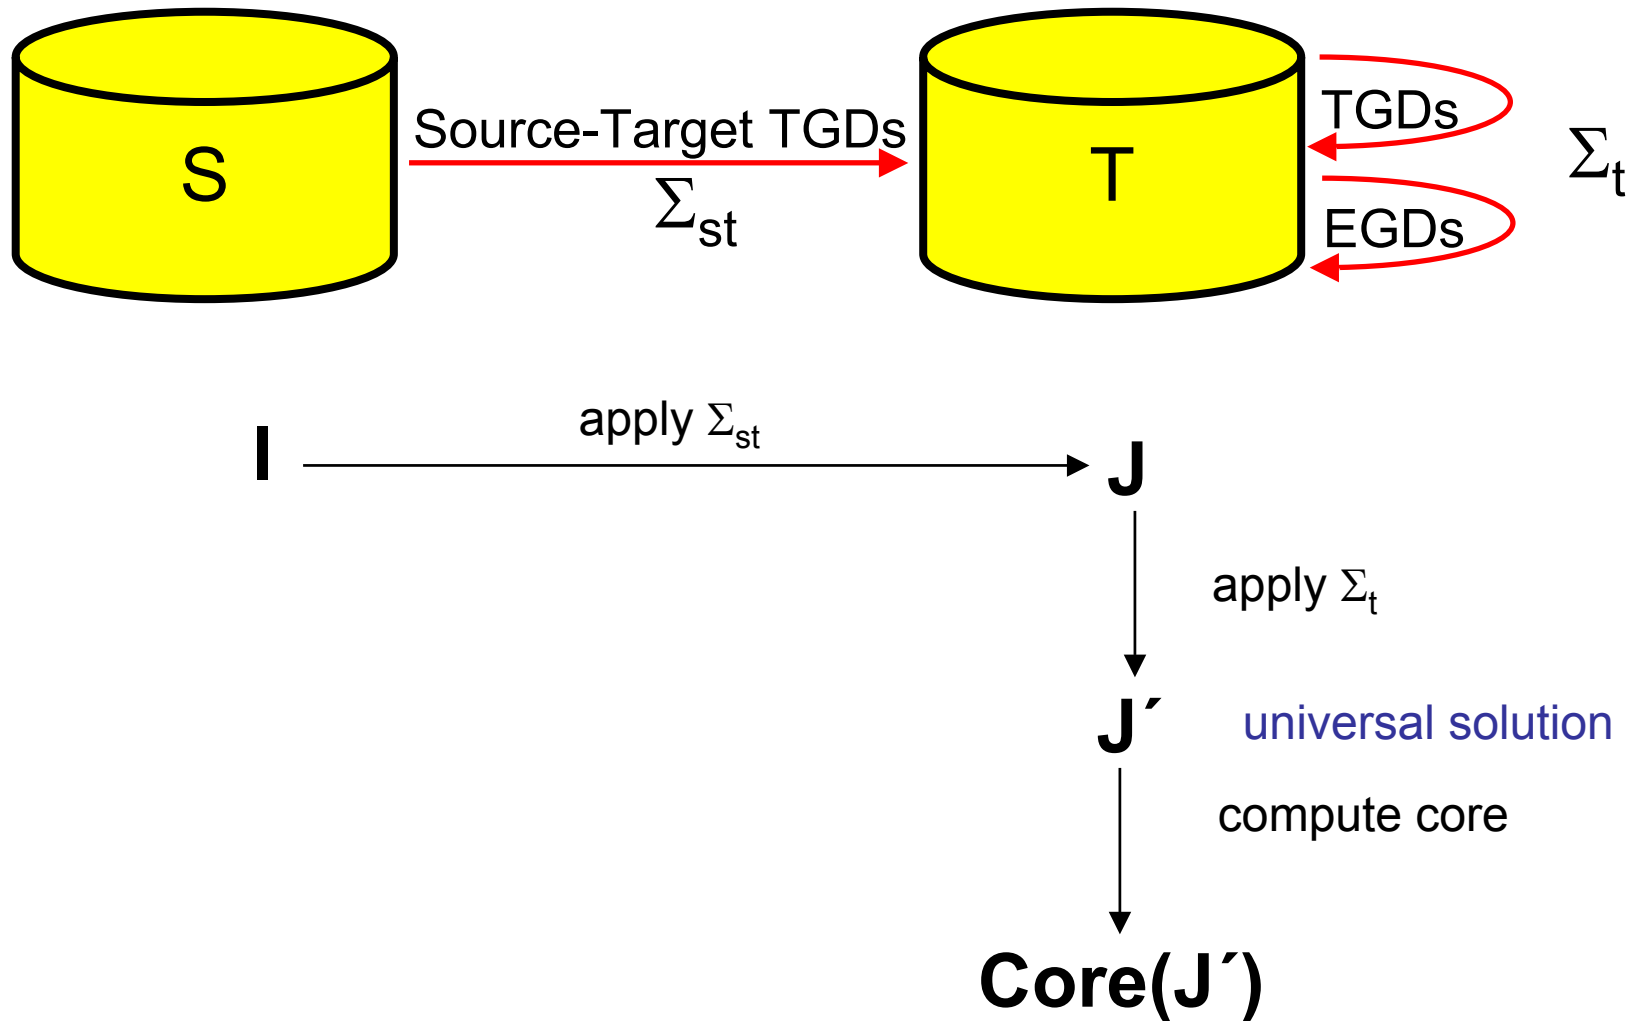 S
Source-Target TGDs
Σst
T
TGDs
EGDs
Σt
I
apply Σst
J
apply Σt
J´
universal solution
compute core
Core(J´)